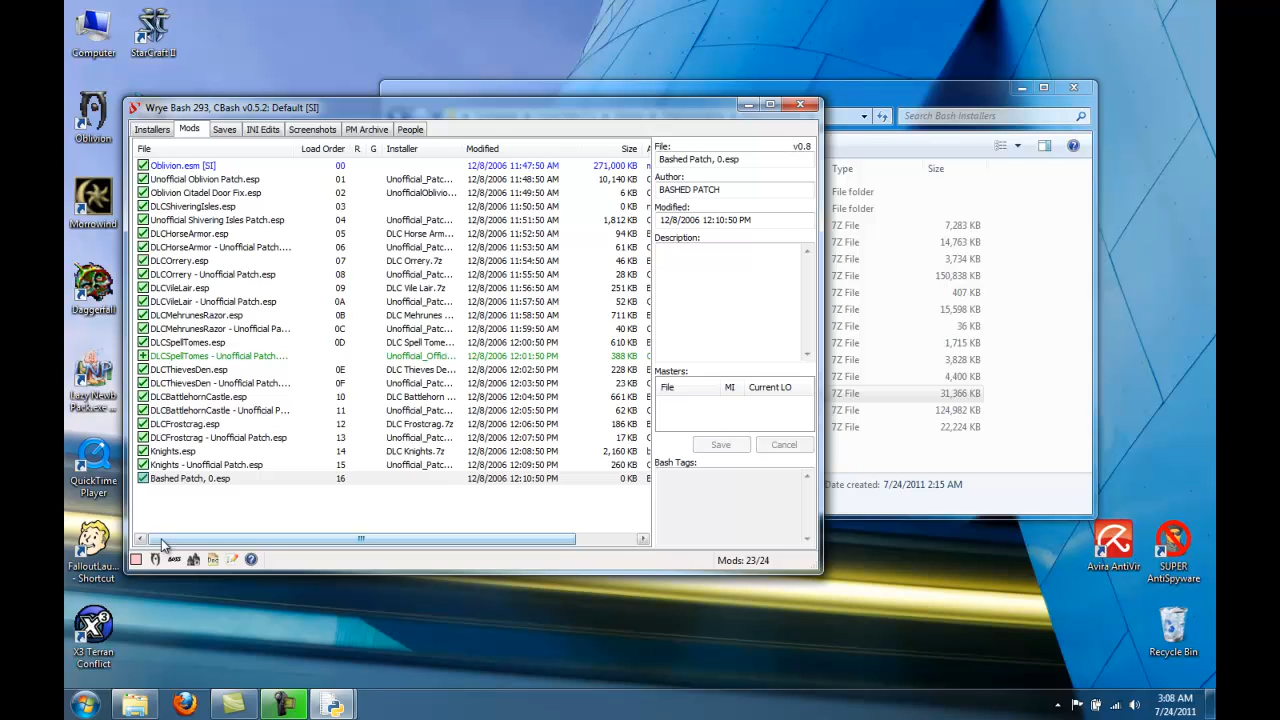 Computer
StarCraft II
Oblivion
Morrowind
Daggerfall
Lazy Newb
Pack.exe ...
QuickTime
Player
FalloutLau...
- Shortcut
X3 Terran
Conflict
Search Bash Installers
Type Size
File folder
File folder
7Z File 7,283 KB
7Z File 14,763 KB
7Z File 3,734 KB
7Z File 150,838 KB
7Z File 407 KB
7Z File 15,598 KB
7Z File 36 KB
7Z File 1,715 KB
7Z File 3,828 KB
7Z File 4,400 KB
7Z File 31,366 KB
7Z File 124,982 KB
7Z File 22,224 KB
Date created: 7/24/2011 2:15 AM
Wrye Bash 293, CBash v0.5.2: Default [SI]
Installers Mods Saves INI Edits Screenshots PM Archive People
File Load Order R G Installer Modified Size A
Oblivion.esm [SI] 00 12/8/2006 11:47:50 AM 271,000 KB
Unofficial Oblivion Patch.esp 01 Unofficial_Patc... 12/8/2006 11:48:50 AM 10,140 KB
Oblivion Citadel Door Fix.esp 02 UnofficialOblivio... 12/8/2006 11:49:50 AM 6 KB
DLCShiveringIsles.esp 03 12/8/2006 11:50:50 AM 0 KB
Unofficial Shivering Isles Patch.esp 04 Unofficial_Patc... 12/8/2006 11:51:50 AM 1,812 KB
DLCHorseArmor.esp 05 DLC Horse Arm... 12/8/2006 11:52:50 AM 94 KB
DLCHorseArmor - Unofficial Patch.... 06 Unofficial_Patc... 12/8/2006 11:53:50 AM 61 KB
DLCOrrery.esp 07 DLC Orrery.7z 12/8/2006 11:54:50 AM 46 KB
DLCOrrery - Unofficial Patch.esp 08 Unofficial_Patc... 12/8/2006 11:55:50 AM 28 KB
DLCVileLair.esp 09 DLC Vile Lair.7z 12/8/2006 11:56:50 AM 251 KB
DLCVileLair - Unofficial Patch.esp 0A Unofficial_Patc... 12/8/2006 11:57:50 AM 52 KB
DLCMehrunesRazor.esp 0B DLC Mehrunes ... 12/8/2006 11:58:50 AM 711 KB
DLCMehrunesRazor - Unofficial Pa... 0C Unofficial_Patc... 12/8/2006 11:59:50 AM 40 KB
DLCSpellTomes.esp 0D DLC Spell Tome... 12/8/2006 12:00:50 PM 610 KB
DLCSpellTomes - Unofficial Patch.... Unofficial_Offici... 12/8/2006 12:01:50 PM 388 KB
DLCThievesDen.esp 0E DLC Thieves De... 12/8/2006 12:02:50 PM 228 KB
DLCThievesDen - Unofficial Patch.... 0F Unofficial_Patc... 12/8/2006 12:03:50 PM 23 KB
DLCBattlehornCastle.esp 10 DLC Battlehorn ... 12/8/2006 12:04:50 PM 661 KB
DLCBattlehornCastle - Unofficial P... 11 Unofficial_Patc... 12/8/2006 12:05:50 PM 62 KB
DLCFrostcrag.esp 12 DLC Frostcrag.7z 12/8/2006 12:06:50 PM 186 KB
DLCFrostcrag - Unofficial Patch.esp 13 Unofficial_Patc... 12/8/2006 12:07:50 PM 17 KB
Knights.esp 14 DLC Knights.7z 12/8/2006 12:08:50 PM 2,160 KB
Knights - Unofficial Patch.esp 15 Unofficial_Patc... 12/8/2006 12:09:50 PM 260 KB
Bashed Patch, 0.esp 16 12/8/2006 12:10:50 PM 0 KB
File: v0.8
Bashed Patch, 0.esp
Author:
BASHED PATCH
Modified:
12/8/2006 12:10:50 PM
Description:
Masters:
File MI Current LO
Save Cancel
Bash Tags:
BOSS
Doc
Mods: 23/24
Avira AntiVir
SUPER
AntiSpyware
Recycle Bin
3:08 AM
7/24/2011